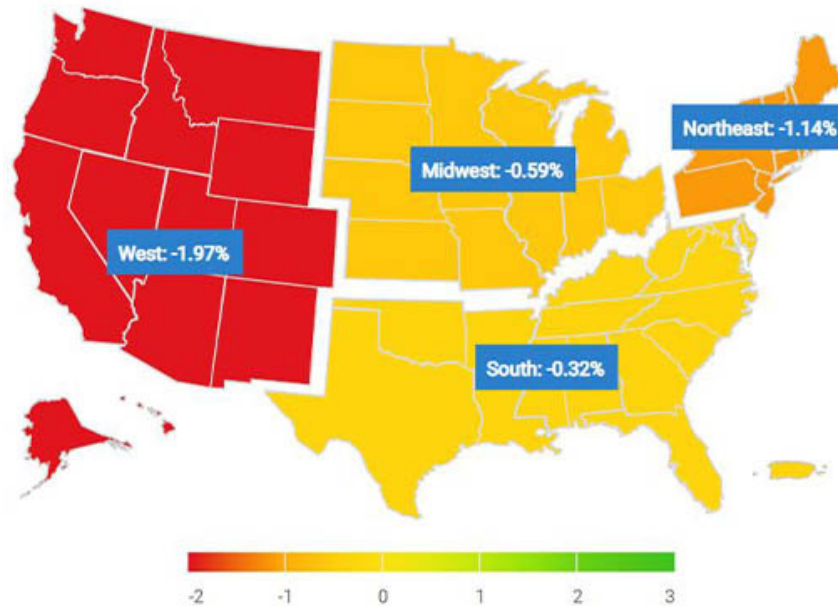 Northeast: -1.14%
Midwest: -0.59%
West: -1.97%
South: -0.32%
-2 -1 0 1 2 3